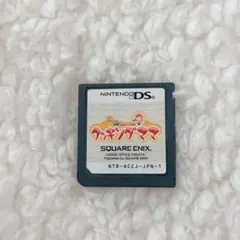 NINTENDO DS
クッキングママ
SQUARE ENIX.
NTR-ACCJ-JPN-1